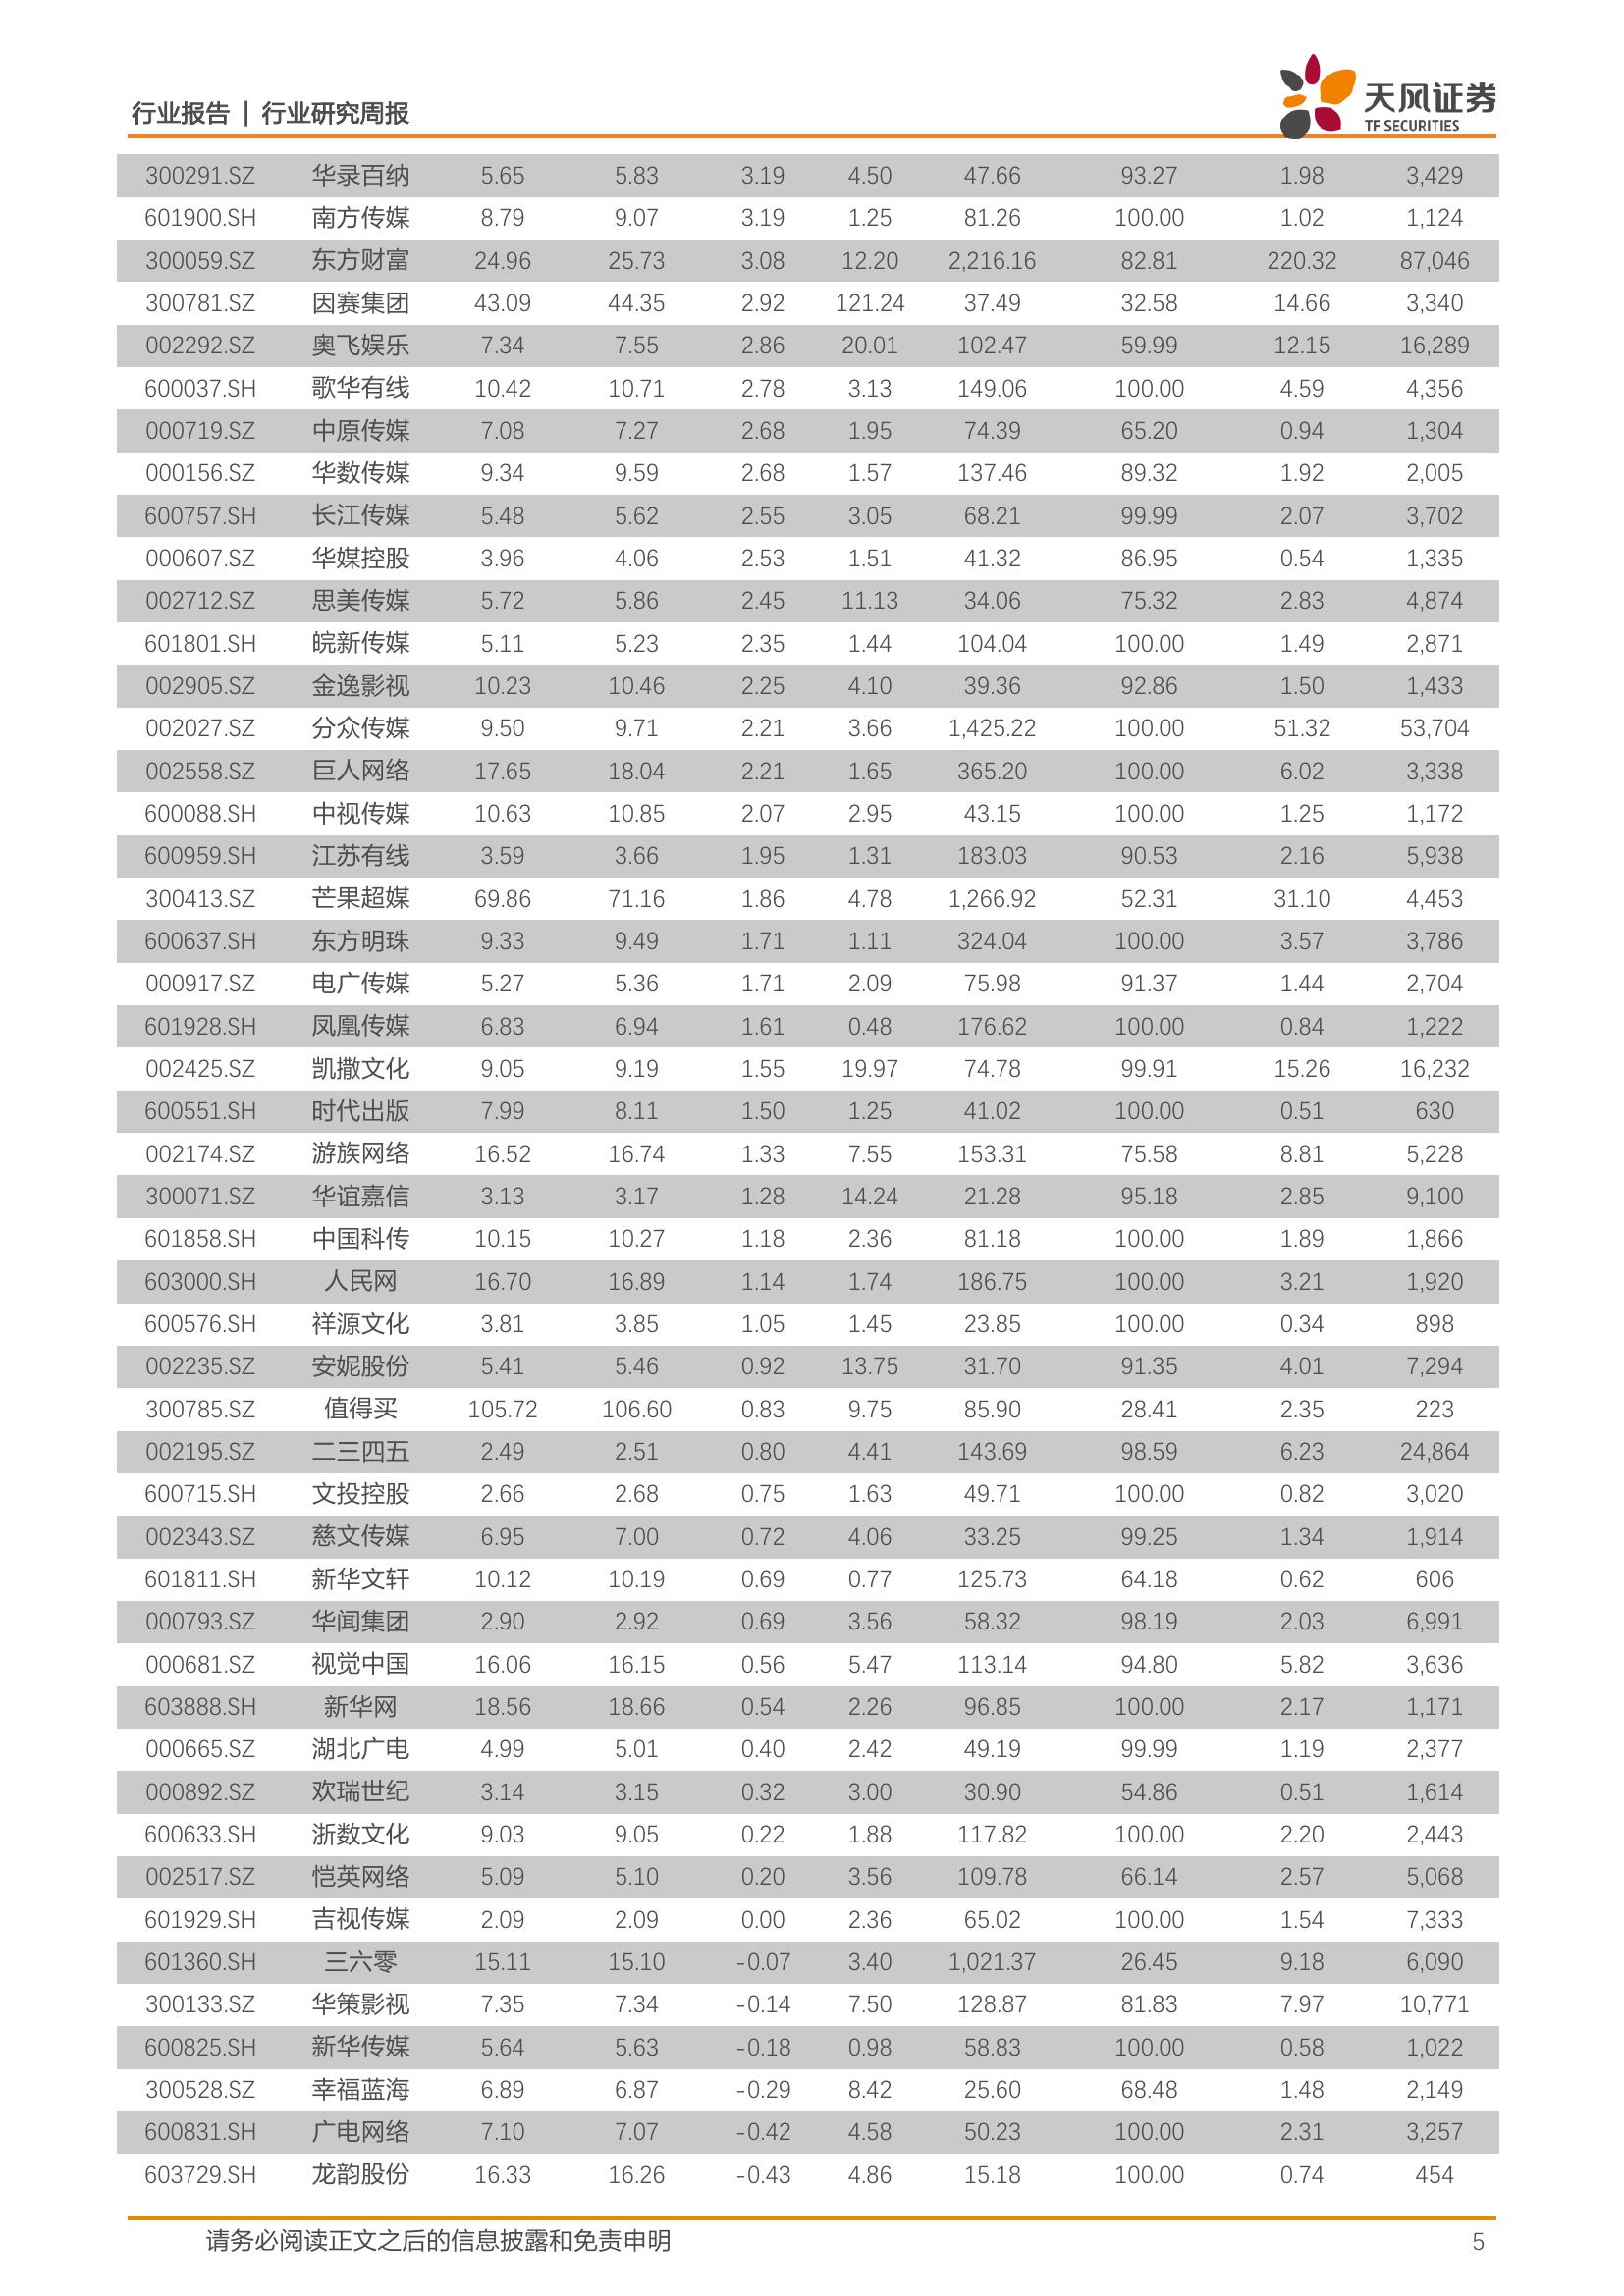 行业报告 | 行业研究周报
天风证券
TF SECURITIES
300291.SZ 华录百纳 5.65 5.83 3.19 4.50 47.66 93.27 1.98 3,429
601900.SH 南方传媒 8.79 9.07 3.19 1.25 81.26 100.00 1.02 1,124
300059.SZ 东方财富 24.96 25.73 3.08 12.20 2,216.16 82.81 220.32 87,046
300781.SZ 因赛集团 43.09 44.35 2.92 121.24 37.49 32.58 14.66 3,340
002292.SZ 奥飞娱乐 7.34 7.55 2.86 20.01 102.47 59.99 12.15 16,289
600037.SH 歌华有线 10.42 10.71 2.78 3.13 149.06 100.00 4.59 4,356
000719.SZ 中原传媒 7.08 7.27 2.68 1.95 74.39 65.20 0.94 1,304
000156.SZ 华数传媒 9.34 9.59 2.68 1.57 137.46 89.32 1.92 2,005
600757.SH 长江传媒 5.48 5.62 2.55 3.05 68.21 99.99 2.07 3,702
000607.SZ 华媒控股 3.96 4.06 2.53 1.51 41.32 86.95 0.54 1,335
002712.SZ 思美传媒 5.72 5.86 2.45 11.13 34.06 75.32 2.83 4,874
601801.SH 皖新传媒 5.11 5.23 2.35 1.44 104.04 100.00 1.49 2,871
002905.SZ 金逸影视 10.23 10.46 2.25 4.10 39.36 92.86 1.50 1,433
002027.SZ 分众传媒 9.50 9.71 2.21 3.66 1,425.22 100.00 51.32 53,704
002558.SZ 巨人网络 17.65 18.04 2.21 1.65 365.20 100.00 6.02 3,338
600088.SH 中视传媒 10.63 10.85 2.07 2.95 43.15 100.00 1.25 1,172
600959.SH 江苏有线 3.59 3.66 1.95 1.31 183.03 90.53 2.16 5,938
300413.SZ 芒果超媒 69.86 71.16 1.86 4.78 1,266.92 52.31 31.10 4,453
600637.SH 东方明珠 9.33 9.49 1.71 1.11 324.04 100.00 3.57 3,786
000917.SZ 电广传媒 5.27 5.36 1.71 2.09 75.98 91.37 1.44 2,704
601928.SH 凤凰传媒 6.83 6.94 1.61 0.48 176.62 100.00 0.84 1,222
002425.SZ 凯撒文化 9.05 9.19 1.55 19.97 74.78 99.91 15.26 16,232
600551.SH 时代出版 7.99 8.11 1.50 1.25 41.02 100.00 0.51 630
002174.SZ 游族网络 16.52 16.74 1.33 7.55 153.31 75.58 8.81 5,228
300071.SZ 华谊嘉信 3.13 3.17 1.28 14.24 21.28 95.18 2.85 9,100
601858.SH 中国科传 10.15 10.27 1.18 2.36 81.18 100.00 1.89 1,866
603000.SH 人民网 16.70 16.89 1.14 1.74 186.75 100.00 3.21 1,920
600576.SH 祥源文化 3.81 3.85 1.05 1.45 23.85 100.00 0.34 898
002235.SZ 安妮股份 5.41 5.46 0.92 13.75 31.70 91.35 4.01 7,294
300785.SZ 值得买 105.72 106.60 0.83 9.75 85.90 28.41 2.35 223
002195.SZ 二三四五 2.49 2.51 0.80 4.41 143.69 98.59 6.23 24,864
600715.SH 文投控股 2.66 2.68 0.75 1.63 49.71 100.00 0.82 3,020
002343.SZ 慈文传媒 6.95 7.00 0.72 4.06 33.25 99.25 1.34 1,914
601811.SH 新华文轩 10.12 10.19 0.69 0.77 125.73 64.18 0.62 606
000793.SZ 华闻集团 2.90 2.92 0.69 3.56 58.32 98.19 2.03 6,991
000681.SZ 视觉中国 16.06 16.15 0.56 5.47 113.14 94.80 5.82 3,636
603888.SH 新华网 18.56 18.66 0.54 2.26 96.85 100.00 2.17 1,171
000665.SZ 湖北广电 4.99 5.01 0.40 2.42 49.19 99.99 1.19 2,377
000892.SZ 欢瑞世纪 3.14 3.15 0.32 3.00 30.90 54.86 0.51 1,614
600633.SH 浙数文化 9.03 9.05 0.22 1.88 117.82 100.00 2.20 2,443
002517.SZ 恺英网络 5.09 5.10 0.20 3.56 109.78 66.14 2.57 5,068
601929.SH 吉视传媒 2.09 2.09 0.00 2.36 65.02 100.00 1.54 7,333
601360.SH 三六零 15.11 15.10 -0.07 3.40 1,021.37 26.45 9.18 6,090
300133.SZ 华策影视 7.35 7.34 -0.14 7.50 128.87 81.83 7.97 10,771
600825.SH 新华传媒 5.64 5.63 -0.18 0.98 58.83 100.00 0.58 1,022
300528.SZ 幸福蓝海 6.89 6.87 -0.29 8.42 25.60 68.48 1.48 2,149
600831.SH 广电网络 7.10 7.07 -0.42 4.58 50.23 100.00 2.31 3,257
603729.SH 龙韵股份 16.33 16.26 -0.43 4.86 15.18 100.00 0.74 454
请务必阅读正文之后的信息披露和免责申明 5